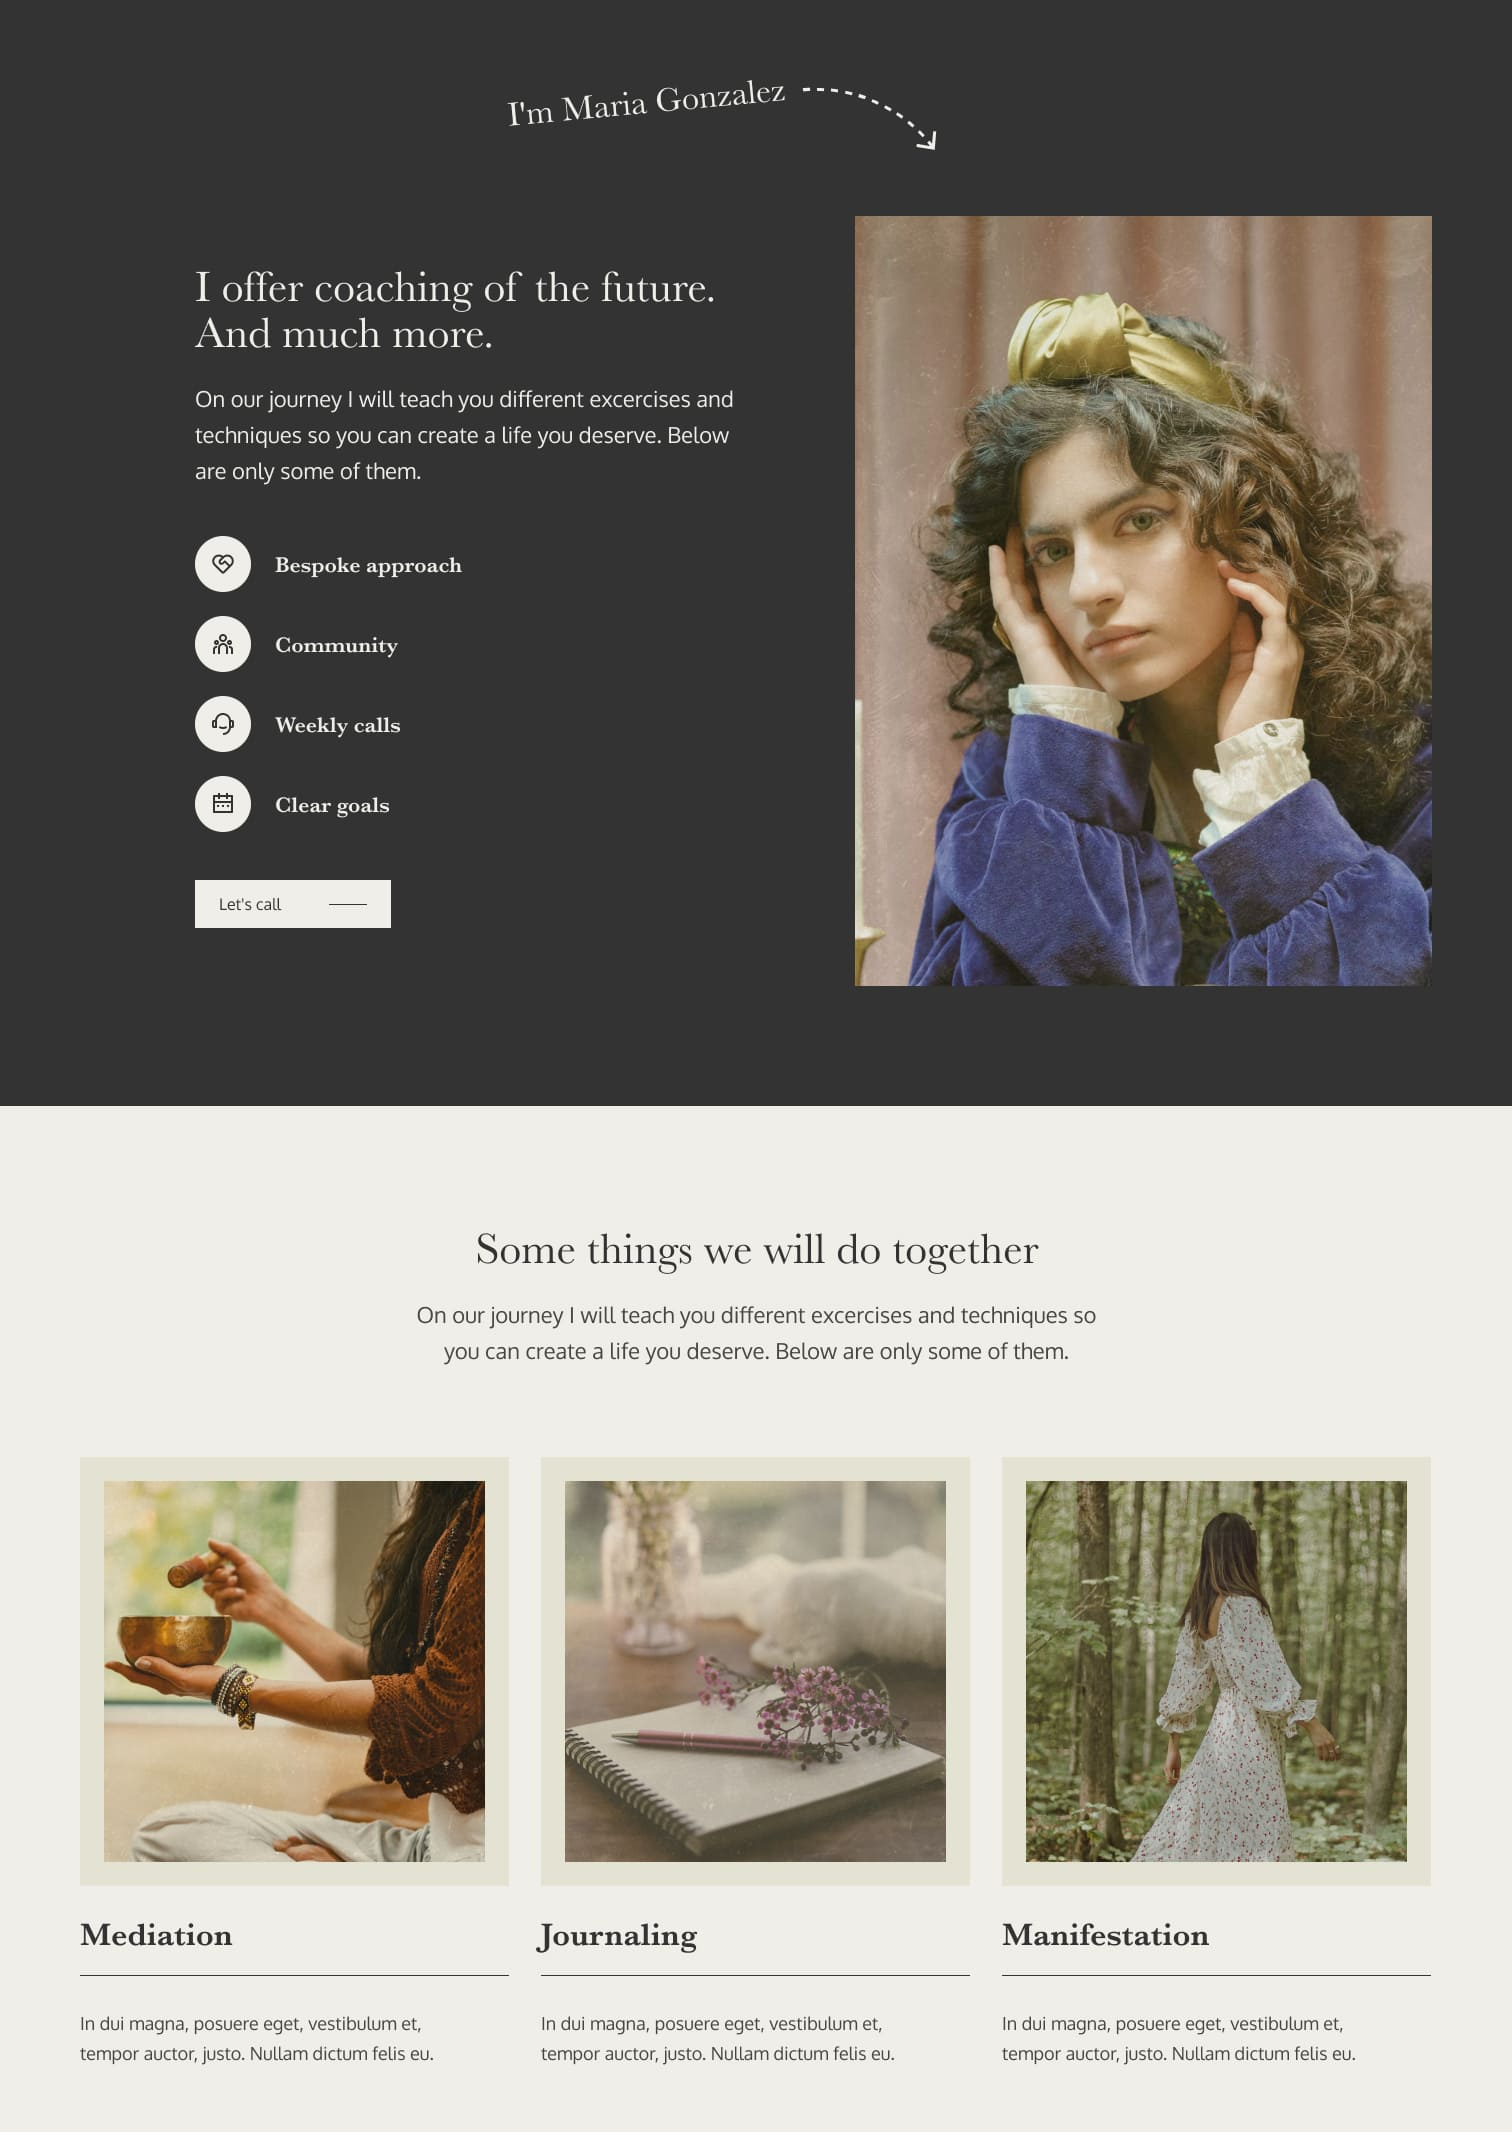 I'm Maria Gonzalez
I offer coaching of the future.
And much more.
On our journey I will teach you different excercises and
techniques so you can create a life you deserve. Below
are only some of them.
Bespoke approach
Community
Weekly calls
Clear goals
Let's call
Some things we will do together
On our journey I will teach you different excercises and techniques so
you can create a life you deserve. Below are only some of them.
Mediation
In dui magna, posuere eget, vestibulum et,
tempor auctor, justo. Nullam dictum felis eu.
Journaling
In dui magna, posuere eget, vestibulum et,
tempor auctor, justo. Nullam dictum felis eu.
Manifestation
In dui magna, posuere eget, vestibulum et,
tempor auctor, justo. Nullam dictum felis eu.